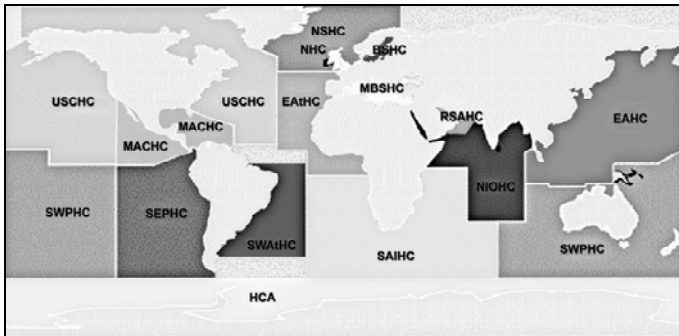 NSHC
NHC
BSHC
MBSHC
USCHC
USCHC
EAtHC
MACHC
MACHC
RSAHC
EAHC
NIOHC
SWPHC
SEPHC
SWAtHC
SAIHC
SWPHC
HCA